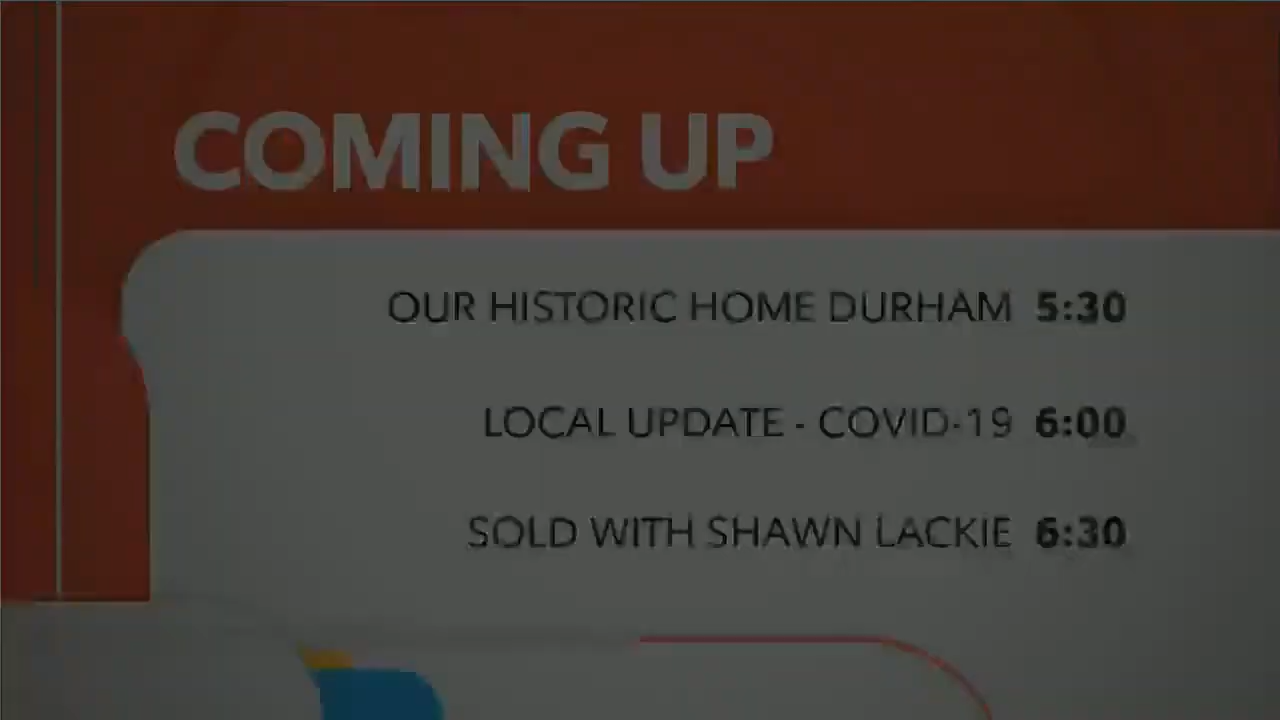 COMING UP
OUR HISTORIC HOME DURHAM 5:30
LOCAL UPDATE - COVID-19 6:00
SOLD WITH SHAWN LACKIE 6:30